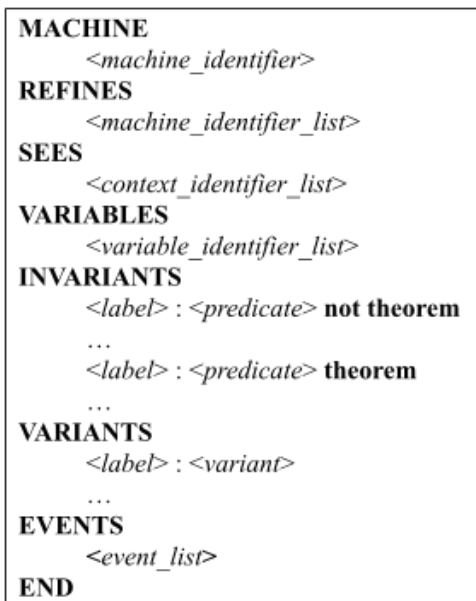 MACHINE
<machine_identifier>
REFINES
<machine_identifier_list>
SEES
<context_identifier_list>
VARIABLES
<variable_identifier_list>
INVARIANTS
<label> : <predicate> not theorem
…
<label> : <predicate> theorem
…
VARIANTS
<label> : <variant>
…
EVENTS
<event_list>
END